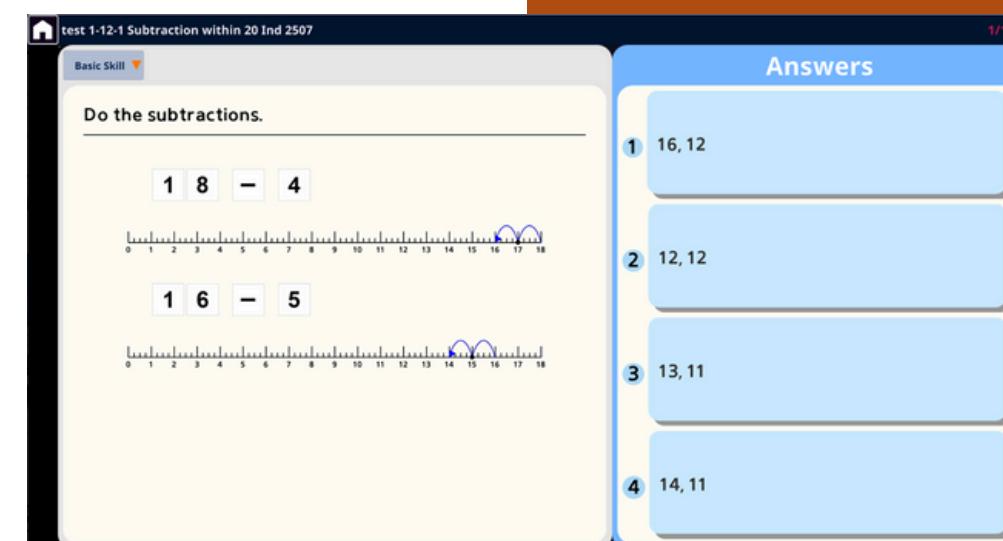 test 1-12-1 Subtraction within 20 Ind 2507
1/
Basic Skill
Answers
Do the subtractions.
1 8 − 4
0 1 2 3 4 5 6 7 8 9 10 11 12 13 14 15 16 17 18
1 6 − 5
0 1 2 3 4 5 6 7 8 9 10 11 12 13 14 15 16 17 18
1 16, 12
2 12, 12
3 13, 11
4 14, 11